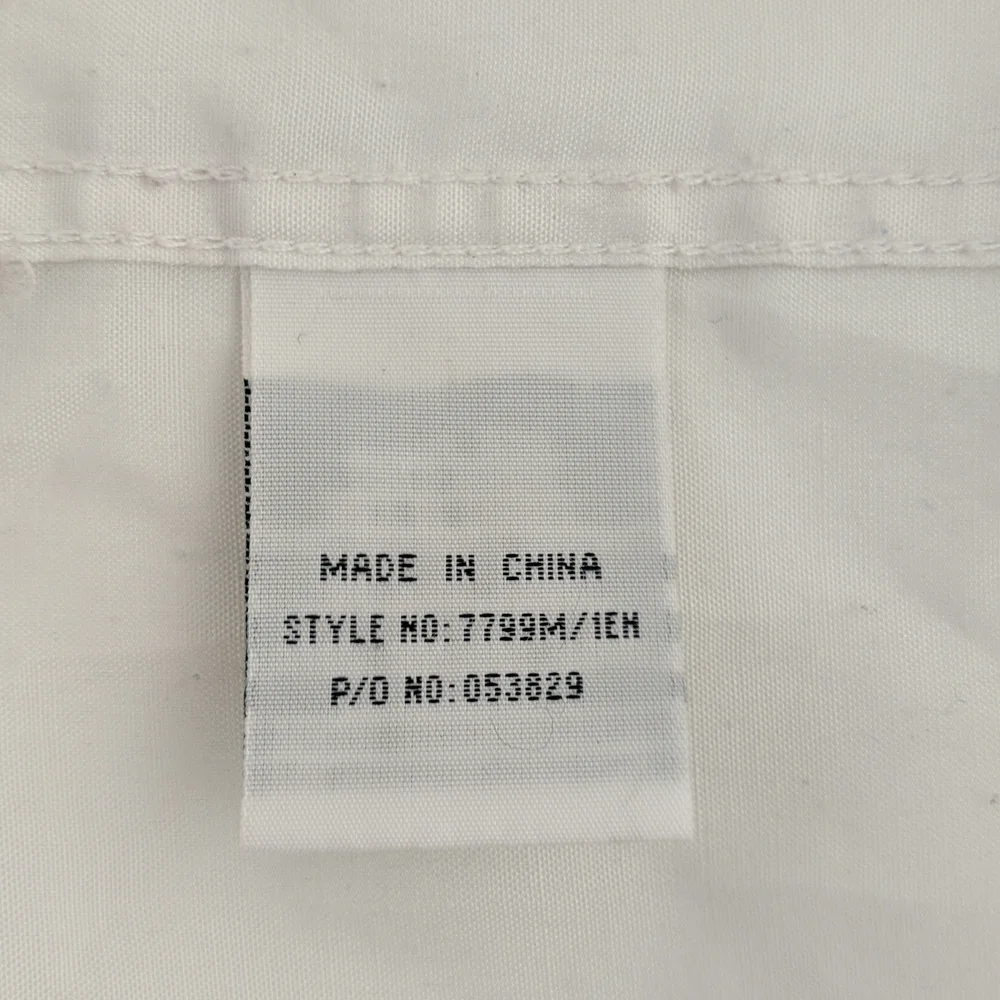 MADE IN CHINA
STYLE NO:7799M/1EH
P/O NO:053829